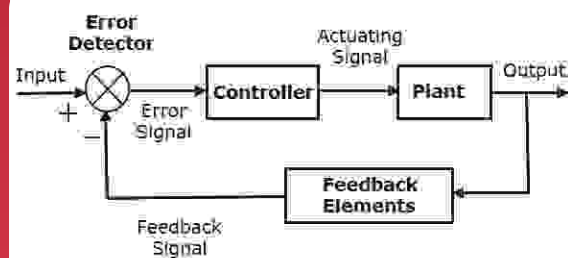 Error
Detector
Input
+
−
Error
Signal
Controller
Actuating
Signal
Plant
Output
Feedback
Elements
Feedback
Signal